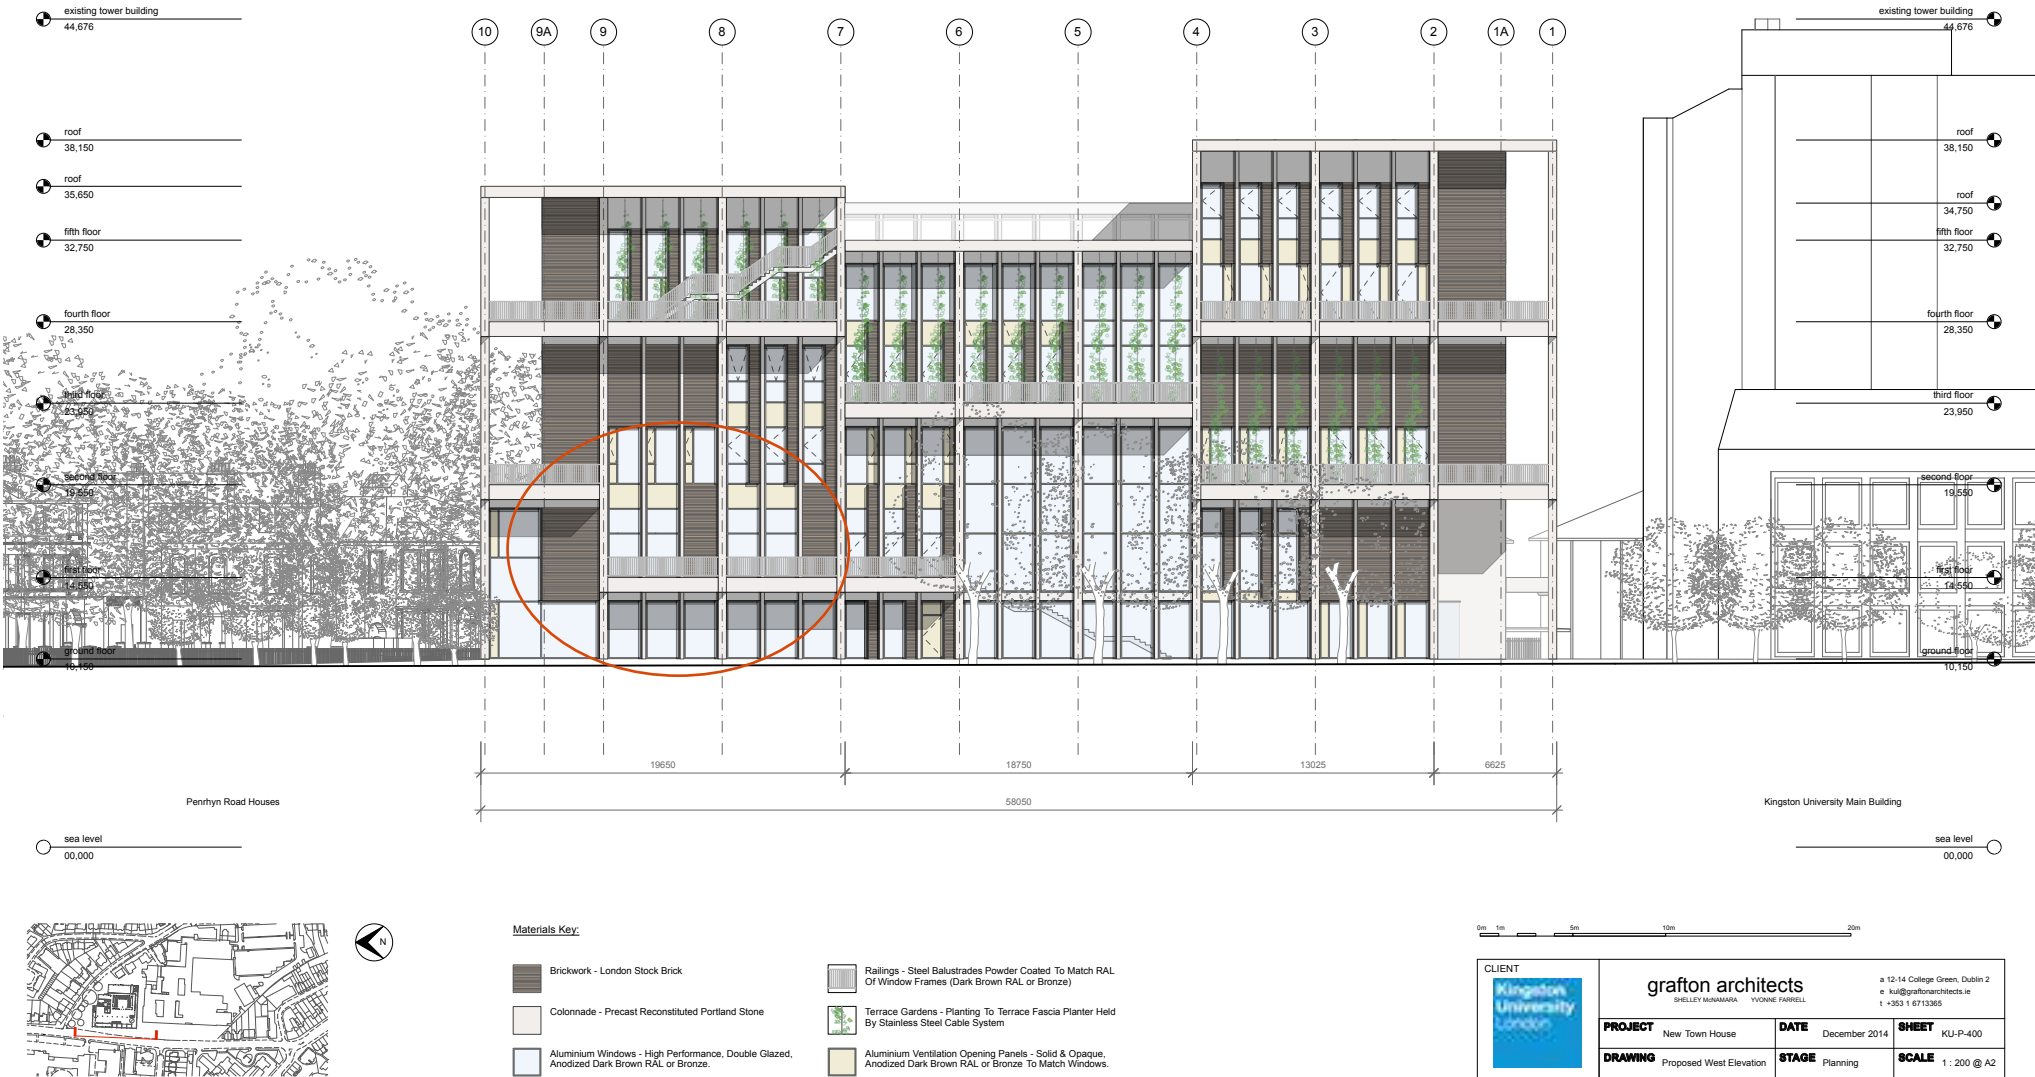 existing tower building
44,676
roof
38,150
roof
35,650
fifth floor
32,750
fourth floor
28,350
third floor
23,950
second floor
19,550
first floor
14,550
ground floor
10,150
10
9A
9
8
7
6
5
4
3
2
1A
1
existing tower building
44,676
roof
38,150
roof
34,750
fifth floor
32,750
fourth floor
28,350
third floor
23,950
second floor
19,550
first floor
14,550
ground floor
10,150
19650
18750
13025
6625
58050
Penrhyn Road Houses
Kingston University Main Building
sea level
00,000
sea level
00,000
N
Materials Key:
Brickwork - London Stock Brick
Colonnade - Precast Reconstituted Portland Stone
Aluminium Windows - High Performance, Double Glazed,
Anodized Dark Brown RAL or Bronze.
Railings - Steel Balustrades Powder Coated To Match RAL
Of Window Frames (Dark Brown RAL or Bronze)
Terrace Gardens - Planting To Terrace Fascia Planter Held
By Stainless Steel Cable System
Aluminium Ventilation Opening Panels - Solid & Opaque,
Anodized Dark Brown RAL or Bronze To Match Windows.
0m 1m 5m 10m 20m
CLIENT
Kingston
University
London
grafton architects
SHELLEY McNAMARA YVONNE FARRELL
a 12-14 College Green, Dublin 2
e kul@graftonarchitects.ie
t +353 1 6713365
PROJECT New Town House
DATE December 2014
SHEET KU-P-400
DRAWING Proposed West Elevation
STAGE Planning
SCALE 1 : 200 @ A2